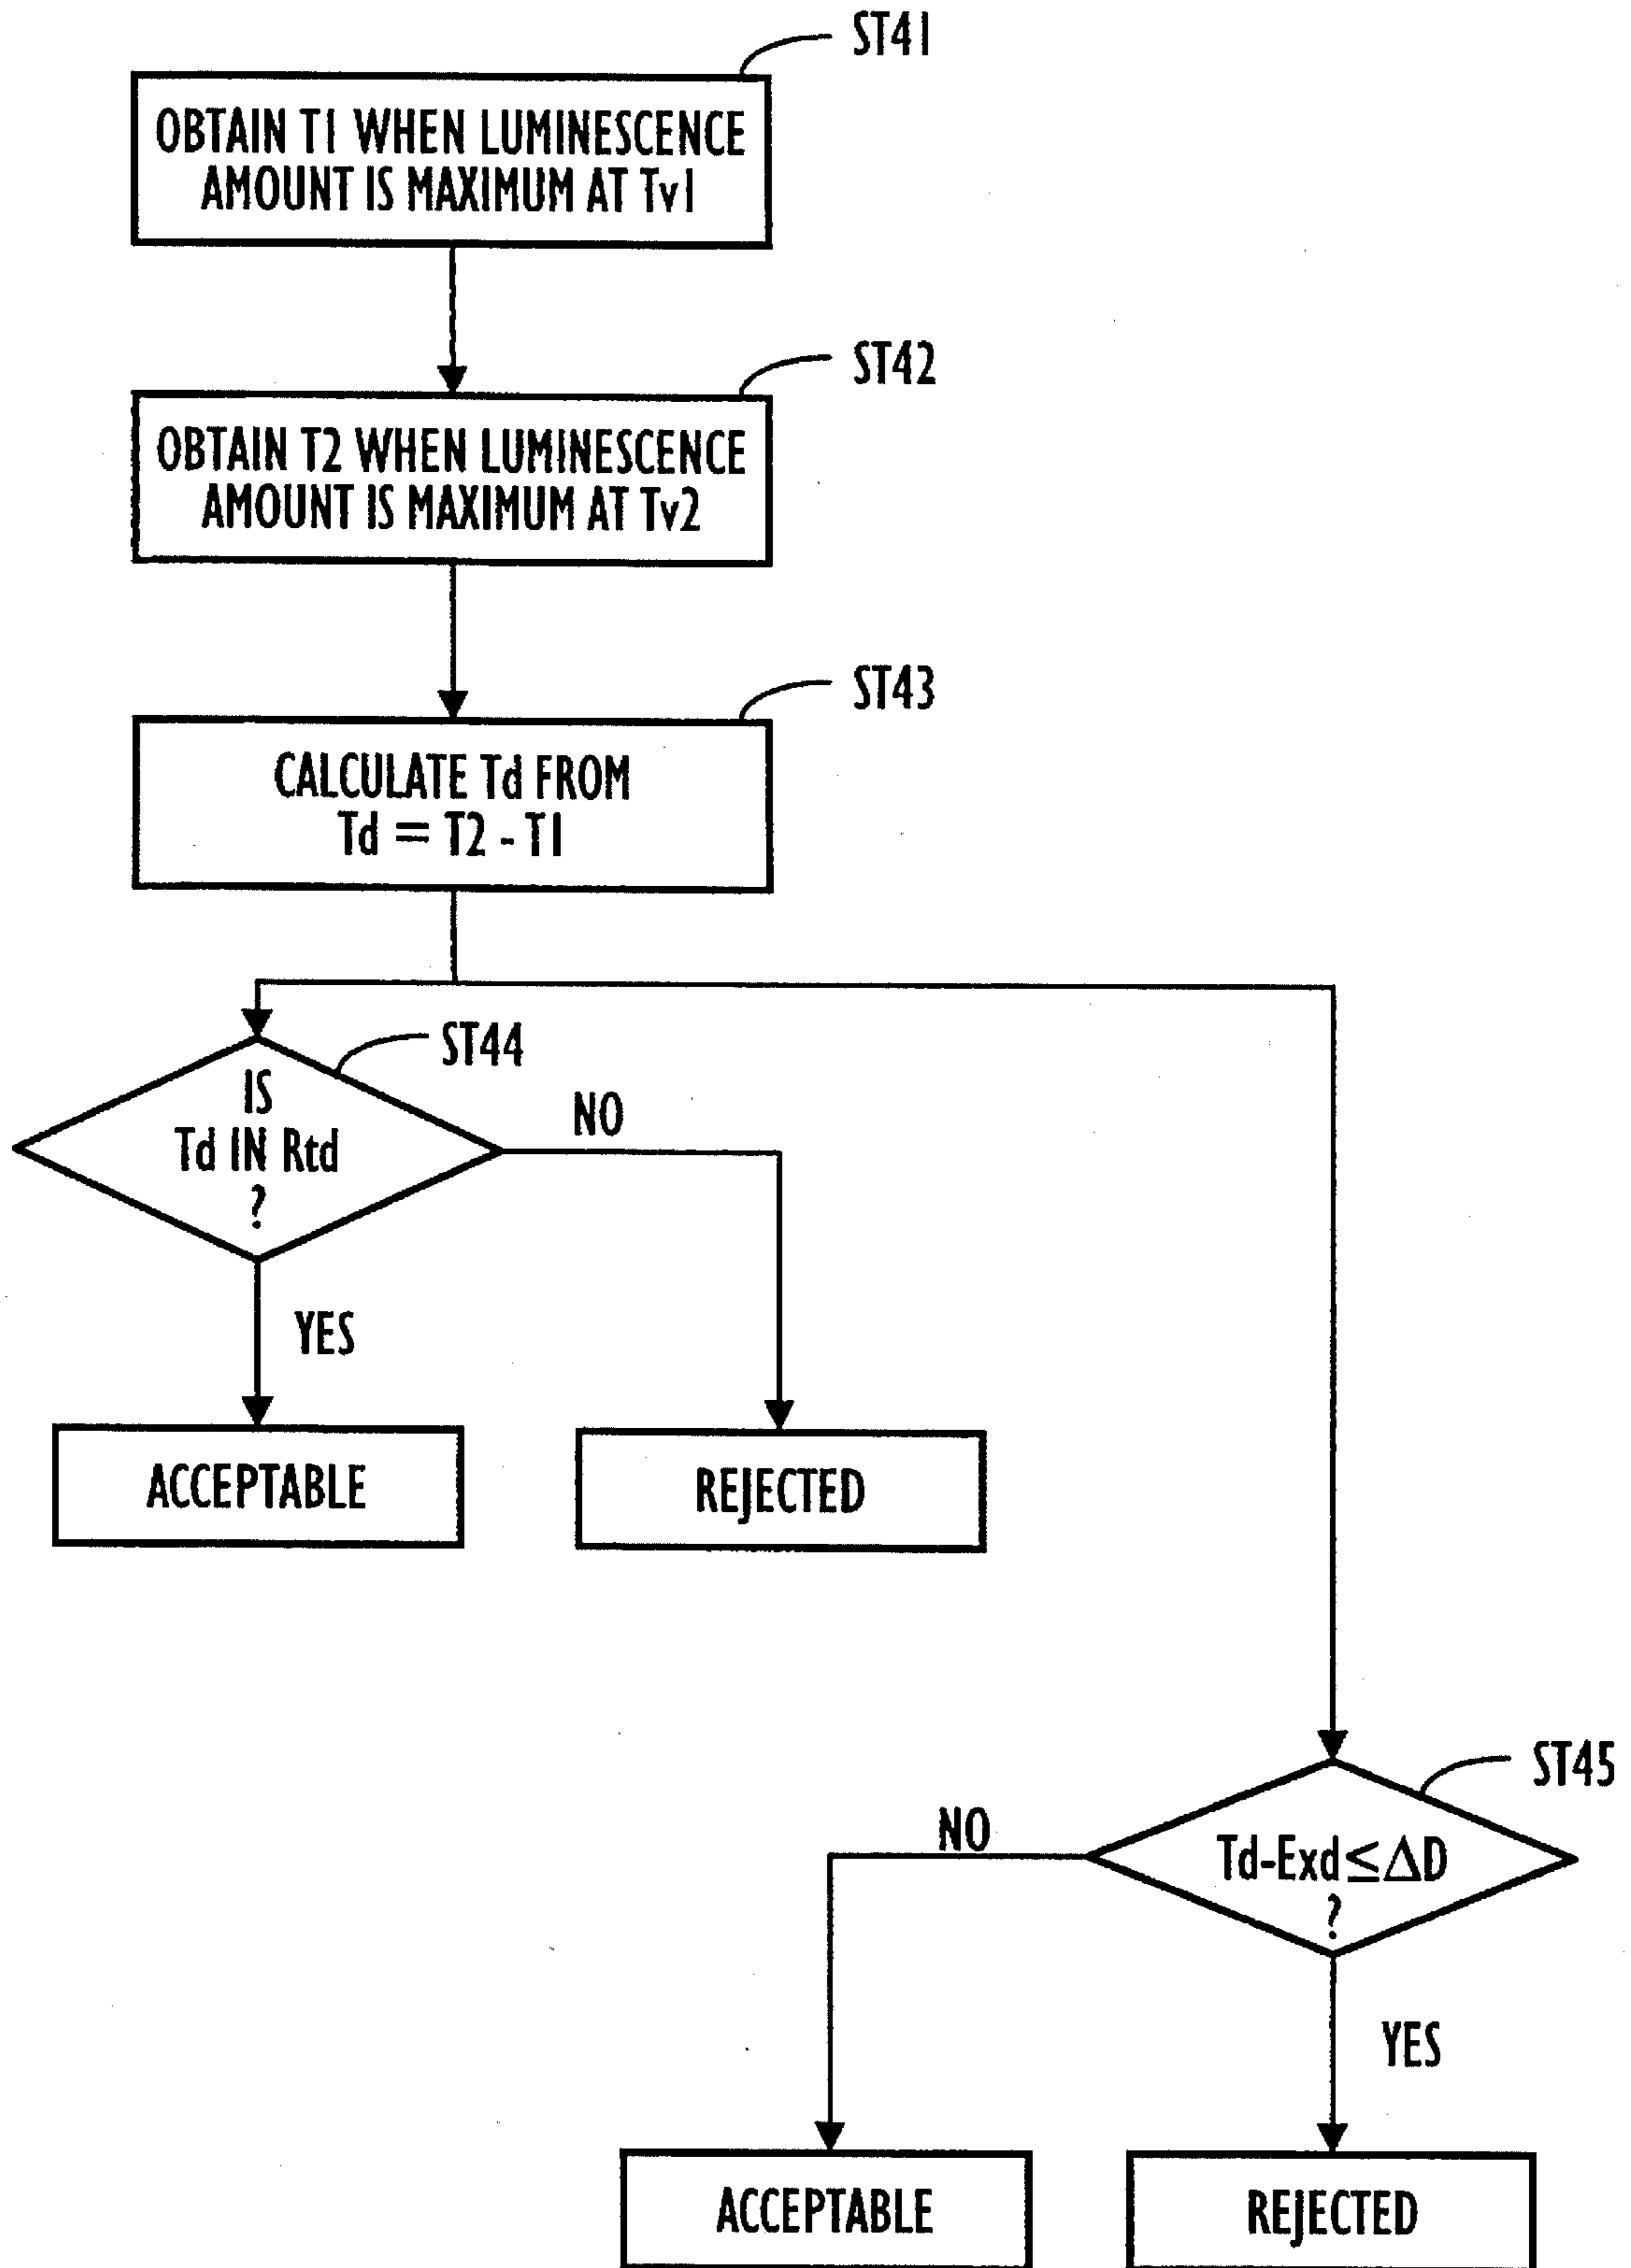 ST41
OBTAIN T1 WHEN LUMINESCENCE
AMOUNT IS MAXIMUM AT Tv1
ST42
OBTAIN T2 WHEN LUMINESCENCE
AMOUNT IS MAXIMUM AT Tv2
ST43
CALCULATE Td FROM
Td = T2 - T1
ST44
IS
Td IN Rtd
?
NO
YES
ACCEPTABLE
REJECTED
ST45
NO
Td-Exd≤ΔD
?
YES
ACCEPTABLE
REJECTED